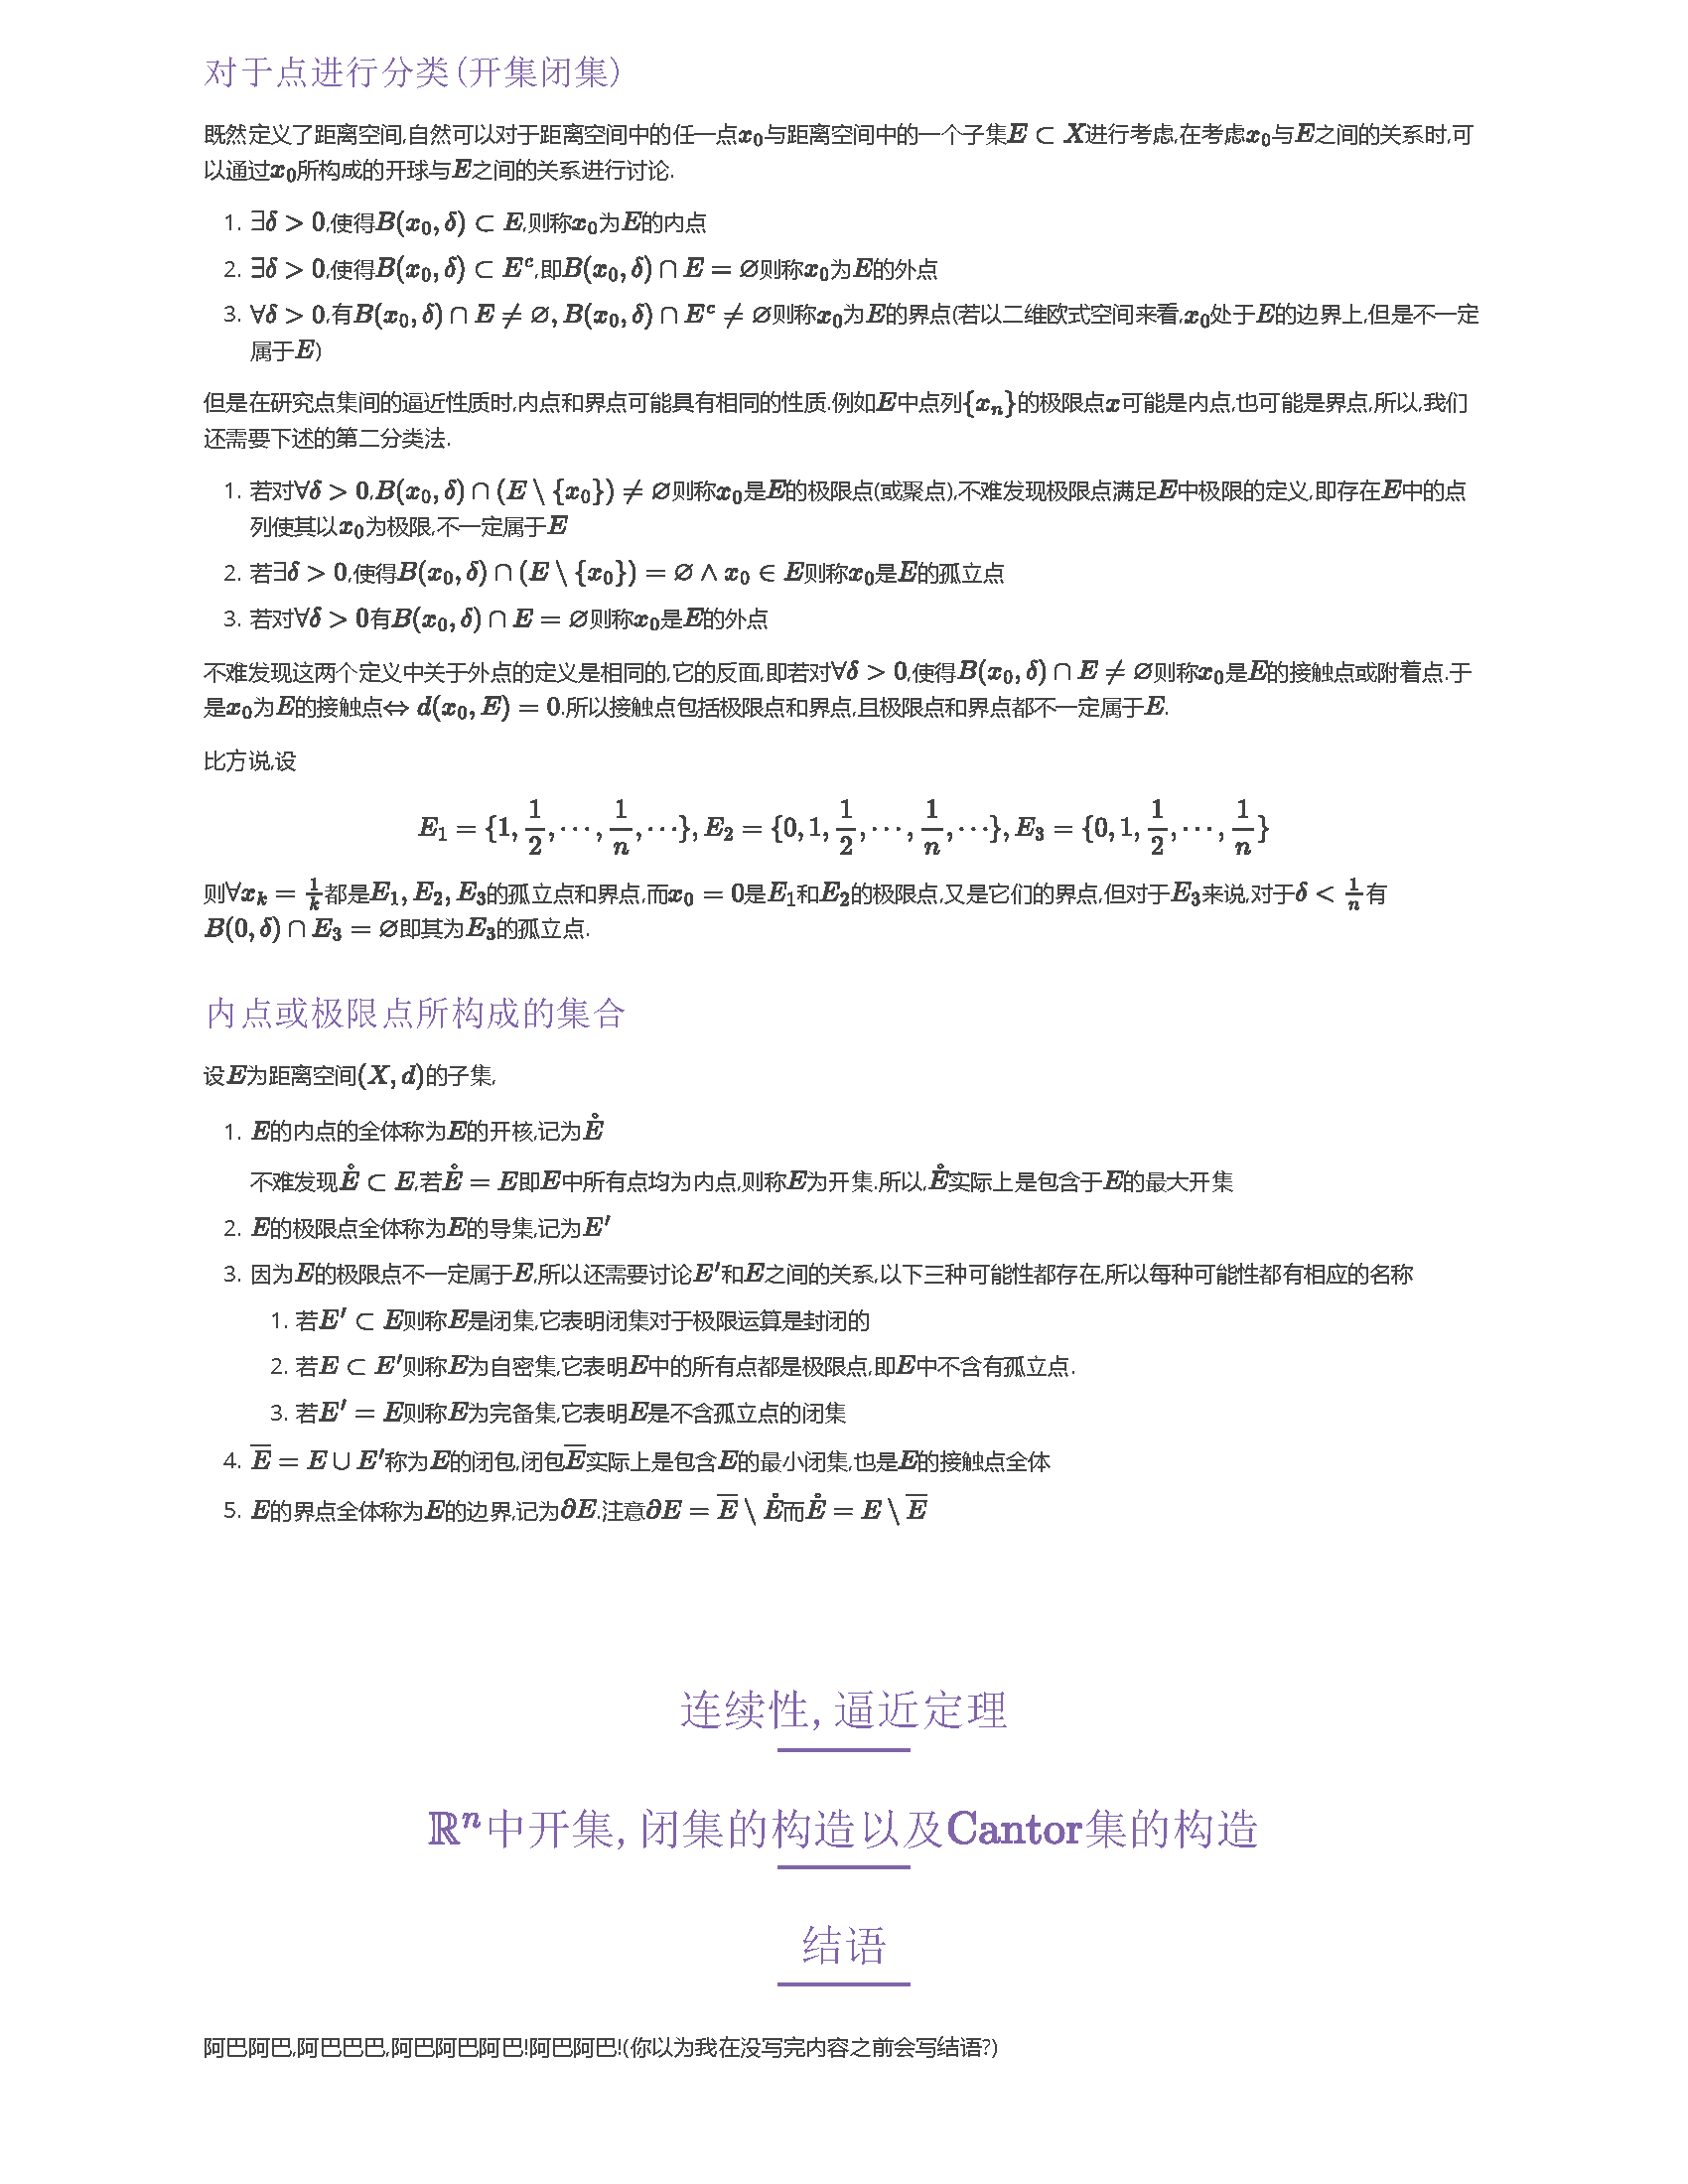 对于点进行分类(开集闭集)
既然定义了距离空间,自然可以对于距离空间中的任一点$x_0$与距离空间中的一个子集$E \subset X$进行考虑,在考虑$x_0$与$E$之间的关系时,可
以通过$x_0$所构成的开球与$E$之间的关系进行讨论.
1. $\exists \delta > 0$,使得$B(x_0, \delta) \subset E$,则称$x_0$为$E$的内点
2. $\exists \delta > 0$,使得$B(x_0, \delta) \subset E^c$,即$B(x_0, \delta) \cap E = \varnothing$则称$x_0$为$E$的外点
3. $\forall \delta > 0$,有$B(x_0, \delta) \cap E \neq \varnothing, B(x_0, \delta) \cap E^c \neq \varnothing$则称$x_0$为$E$的界点(若以二维欧式空间来看,$x_0$处于$E$的边界上,但是不一定
属于$E$)
但是在研究点集间的逼近性质时,内点和界点可能具有相同的性质.例如$E$中点列$\{x_n\}$的极限点$x$可能是内点,也可能是界点,所以,我们
还需要下述的第二分类法.
1. 若对$\forall \delta > 0$,$B(x_0, \delta) \cap (E \setminus \{x_0\}) \neq \varnothing$则称$x_0$是$E$的极限点(或聚点),不难发现极限点满足$E$中极限的定义,即存在$E$中的点
列使其以$x_0$为极限,不一定属于$E$
2. 若$\exists \delta > 0$,使得$B(x_0, \delta) \cap (E \setminus \{x_0\}) = \varnothing \wedge x_0 \in E$则称$x_0$是$E$的孤立点
3. 若对$\forall \delta > 0$有$B(x_0, \delta) \cap E = \varnothing$则称$x_0$是$E$的外点
不难发现这两个定义中关于外点的定义是相同的,它的反面,即若对$\forall \delta > 0$,使得$B(x_0, \delta) \cap E \neq \varnothing$则称$x_0$是$E$的接触点或附着点.于
是$x_0$为$E$的接触点$\Leftrightarrow d(x_0, E) = 0$.所以接触点包括极限点和界点,且极限点和界点都不一定属于$E$.
比方说,设
$E_1 = \{1, \frac{1}{2}, \cdots, \frac{1}{n}, \cdots\}, E_2 = \{0, 1, \frac{1}{2}, \cdots, \frac{1}{n}, \cdots\}, E_3 = \{0, 1, \frac{1}{2}, \cdots, \frac{1}{n}\}$
则$\forall x_k = \frac{1}{k}$都是$E_1, E_2, E_3$的孤立点和界点,而$x_0 = 0$是$E_1$和$E_2$的极限点,又是它们的界点,但对于$E_3$来说,对于$\delta < \frac{1}{n}$有
$B(0, \delta) \cap E_3 = \varnothing$即其为$E_3$的孤立点.
内点或极限点所构成的集合
设$E$为距离空间$(X, d)$的子集,
1. $E$的内点的全体称为$E$的开核,记为$\mathring{E}$
不难发现$\mathring{E} \subset E$,若$\mathring{E} = E$即$E$中所有点均为内点,则称$E$为开集.所以,$\mathring{E}$实际上是包含于$E$的最大开集
2. $E$的极限点全体称为$E$的导集,记为$E'$
3. 因为$E$的极限点不一定属于$E$,所以还需要讨论$E'$和$E$之间的关系,以下三种可能性都存在,所以每种可能性都有相应的名称
1. 若$E' \subset E$则称$E$是闭集,它表明闭集对于极限运算是封闭的
2. 若$E \subset E'$则称$E$为自密集,它表明$E$中的所有点都是极限点,即$E$中不含有孤立点.
3. 若$E' = E$则称$E$为完备集,它表明$E$是不含孤立点的闭集
4. $\overline{E} = E \cup E'$称为$E$的闭包,闭包$\overline{E}$实际上是包含$E$的最小闭集,也是$E$的接触点全体
5. $E$的界点全体称为$E$的边界,记为$\partial E$.注意$\partial E = \overline{E} \setminus \mathring{E}$而$\mathring{E} = E \setminus \overline{E}$
连续性,逼近定理
$\mathbb{R}^n$中开集,闭集的构造以及Cantor集的构造
结语
阿巴阿巴,阿巴巴巴,阿巴阿巴阿巴!阿巴阿巴!(你以为我在没写完内容之前会写结语?)